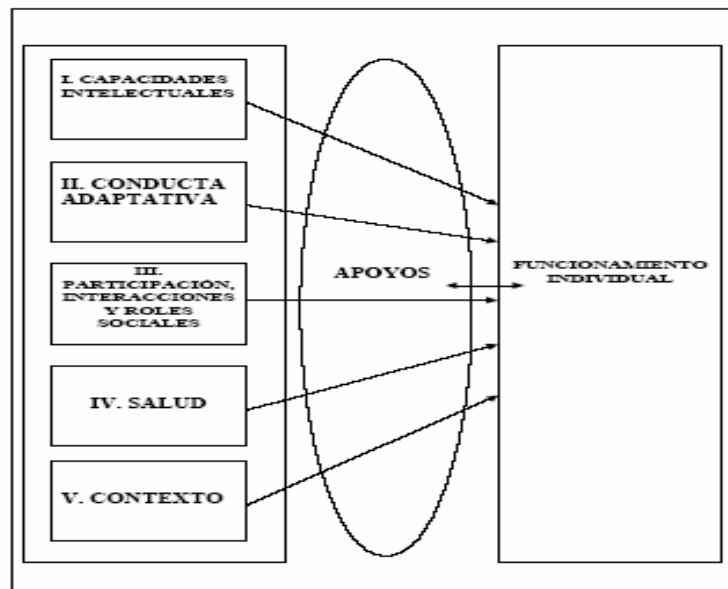 I. CAPACIDADES
INTELECTUALES
II. CONDUCTA
ADAPTATIVA
III.
PARTICIPACIÓN,
INTERACCIONES
Y ROLES
SOCIALES
IV. SALUD
V. CONTEXTO
APOYOS
FUNCIONAMIENTO
INDIVIDUAL